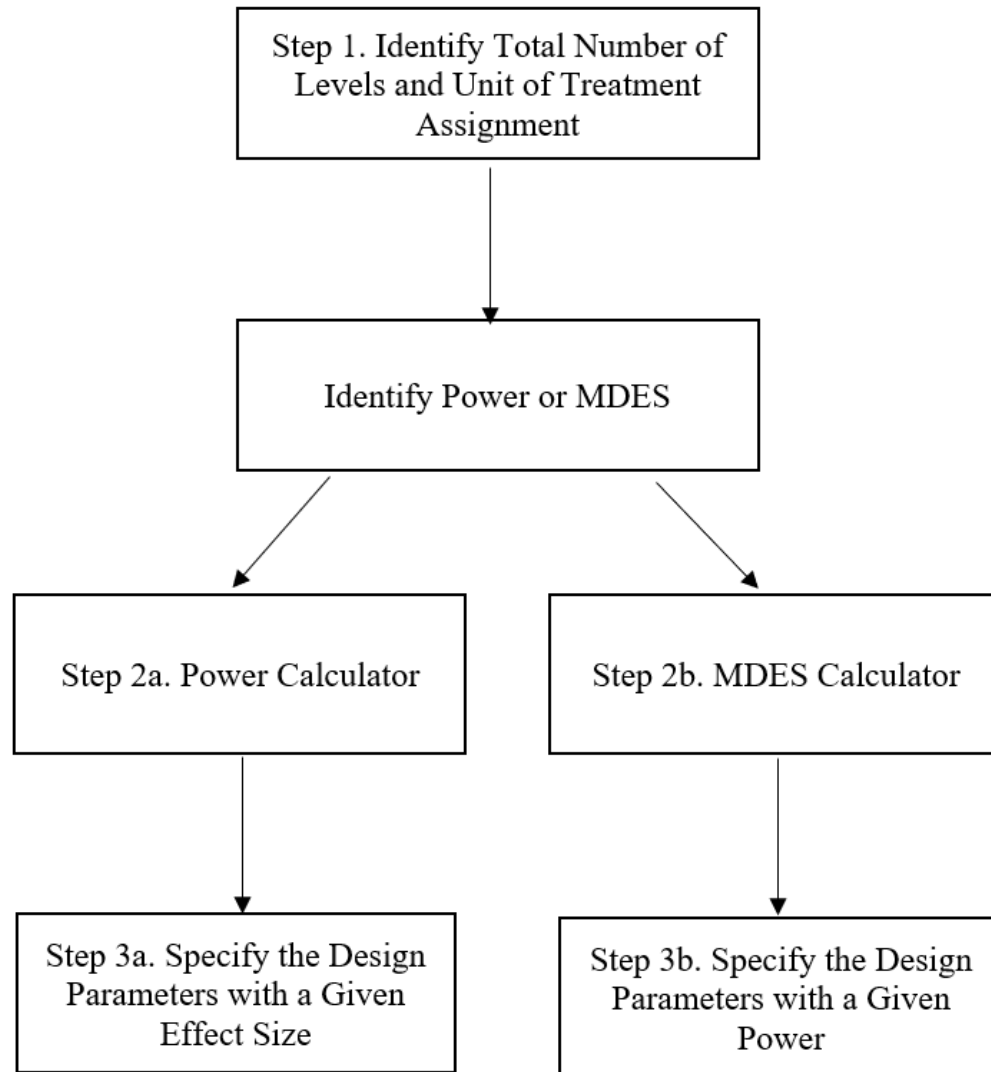 Step 1. Identify Total Number of
Levels and Unit of Treatment
Assignment
Identify Power or MDES
Step 2a. Power Calculator
Step 2b. MDES Calculator
Step 3a. Specify the Design
Parameters with a Given
Effect Size
Step 3b. Specify the Design
Parameters with a Given
Power